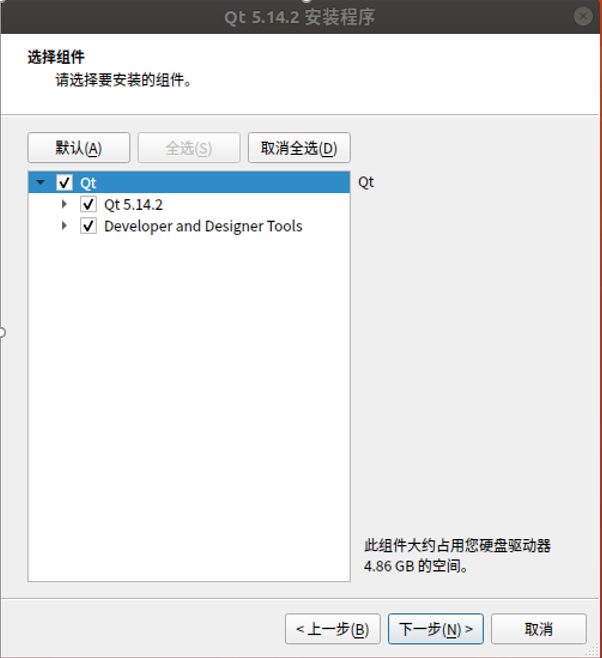 Qt 5.14.2 安装程序
选择组件
请选择要安装的组件。
默认(A)
全选(S)
取消全选(D)
Qt
Qt
Qt 5.14.2
Developer and Designer Tools
此组件大约占用您硬盘驱动器
4.86 GB 的空间。
< 上一步(B)
下一步(N) >
取消